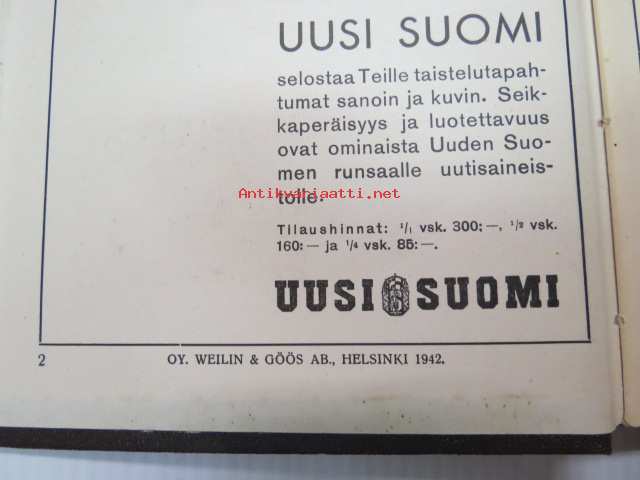 UUSI SUOMI
selostaa Teille taistelutapah-
tumat sanoin ja kuvin. Seik-
kaperäisyys ja luotettavuus
ovat ominaista Uuden Suo-
men runsaalle uutisaineis-
Antikvariaatti.net
tolle.
Tilaushinnat: ¹/₁ vsk. 300:—, ¹/₂ vsk.
160:— ja ¹/₄ vsk. 85:—.
UUSI SUOMI
2 OY. WEILIN & GÖÖS AB., HELSINKI 1942.